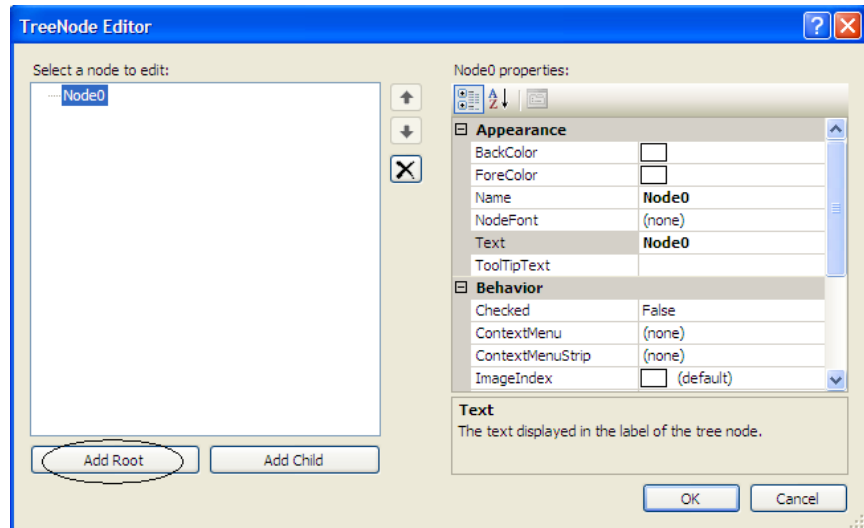 TreeNode Editor
Select a node to edit:
Node0
Add Root
Add Child
Node0 properties:
Appearance
BackColor
ForeColor
Name Node0
NodeFont (none)
Text Node0
ToolTipText
Behavior
Checked False
ContextMenu (none)
ContextMenuStrip (none)
ImageIndex (default)
Text
The text displayed in the label of the tree node.
OK
Cancel